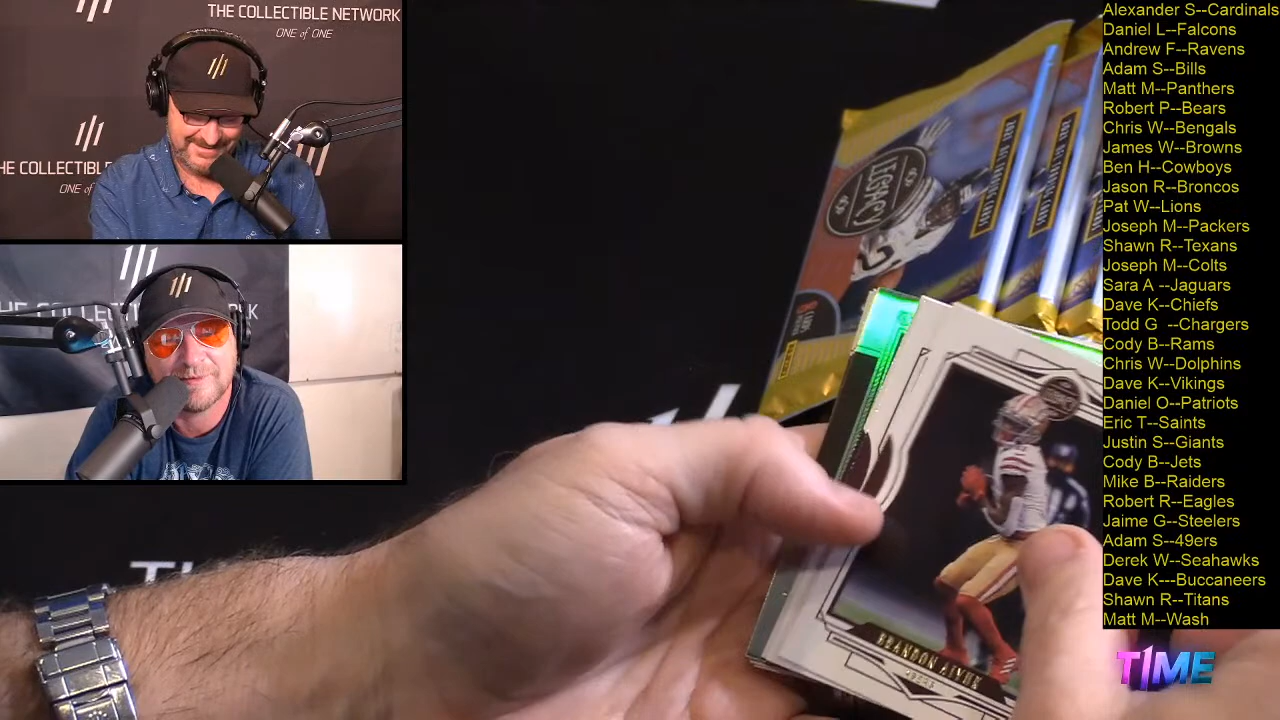 THE COLLECTIBLE NETWORK
ONE of ONE
THE COLLECTIBLE
ONE of
LEGACY
BRANDON AIYUK
49ERS
Alexander S--Cardinals
Daniel L--Falcons
Andrew F--Ravens
Adam S--Bills
Matt M--Panthers
Robert P--Bears
Chris W--Bengals
James W--Browns
Ben H--Cowboys
Jason R--Broncos
Pat W--Lions
Joseph M--Packers
Shawn R--Texans
Joseph M--Colts
Sara A --Jaguars
Dave K--Chiefs
Todd G --Chargers
Cody B--Rams
Chris W--Dolphins
Dave K--Vikings
Daniel O--Patriots
Eric T--Saints
Justin S--Giants
Cody B--Jets
Mike B--Raiders
Robert R--Eagles
Jaime G--Steelers
Adam S--49ers
Derek W--Seahawks
Dave K---Buccaneers
Shawn R--Titans
Matt M--Wash
T1ME